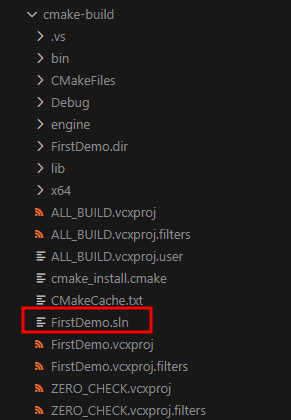 cmake-build
.vs
bin
CMakeFiles
Debug
engine
FirstDemo.dir
lib
x64
ALL_BUILD.vcxproj
ALL_BUILD.vcxproj.filters
ALL_BUILD.vcxproj.user
cmake_install.cmake
CMakeCache.txt
FirstDemo.sln
FirstDemo.vcxproj
FirstDemo.vcxproj.filters
ZERO_CHECK.vcxproj
ZERO_CHECK.vcxproj.filters